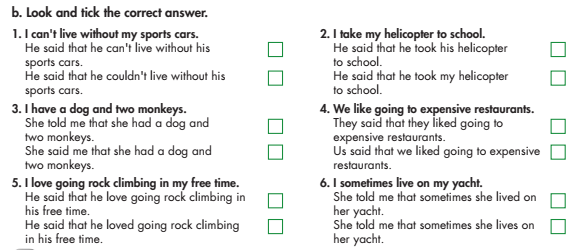 b. Look and tick the correct answer.
1. I can't live without my sports cars.
He said that he can't live without his
sports cars.
He said that he couldn't live without his
sports cars.
2. I take my helicopter to school.
He said that he took his helicopter
to school.
He said that he took my helicopter
to school.
3. I have a dog and two monkeys.
She told me that she had a dog and
two monkeys.
She said me that she had a dog and
two monkeys.
4. We like going to expensive restaurants.
They said that they liked going to
expensive restaurants.
Us said that we liked going to expensive
restaurants.
5. I love going rock climbing in my free time.
He said that he love going rock climbing in
his free time.
He said that he loved going rock climbing
in his free time.
6. I sometimes live on my yacht.
She told me that sometimes she lived on
her yacht.
She told me that sometimes she lives on
her yacht.